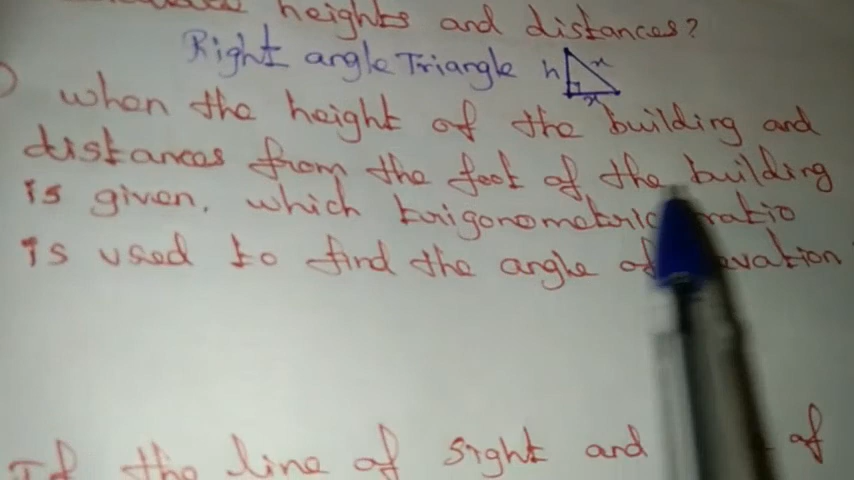 heights and distances?
Right angle Triangle h x x
when the height of the building and
distances from the foot of the building
is given. which trigonometric ratio
is used to find the angle of
If the line of sight and of